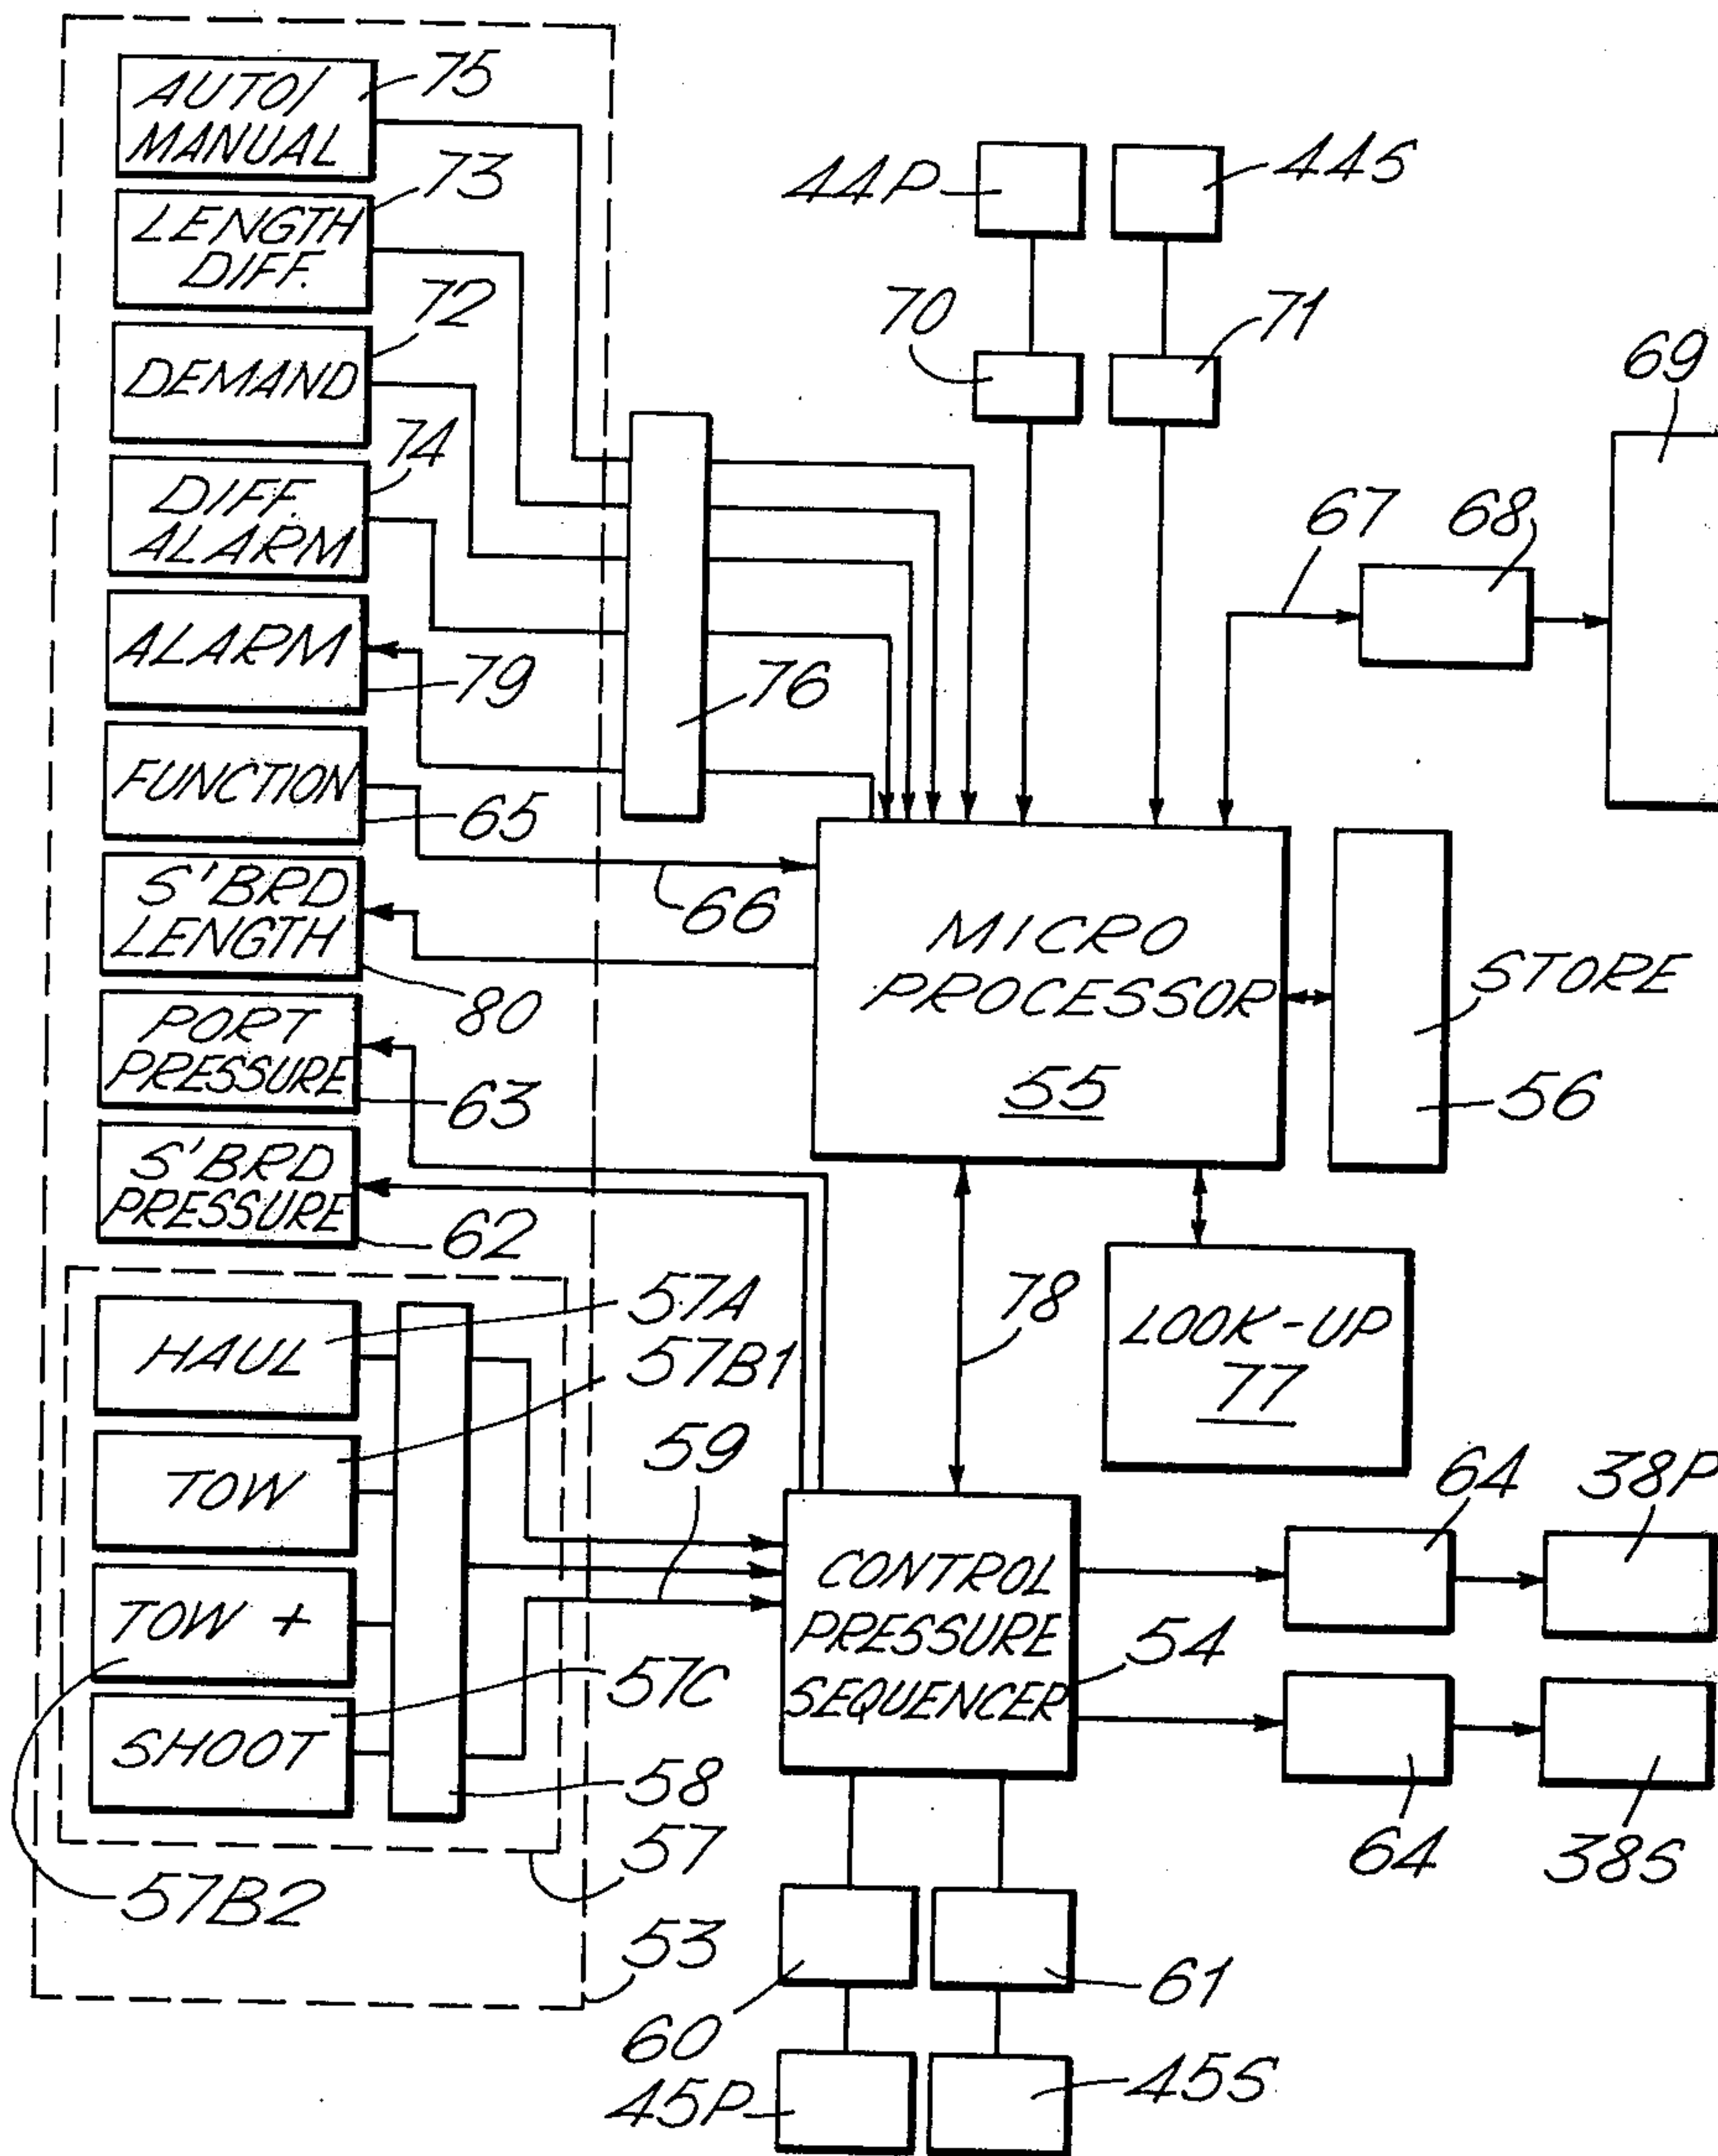 AUTO/
MANUAL
75
LENGTH
DIFF.
73
DEMAND
72
DIFF.
ALARM
74
ALARM
79
FUNCTION
65
S'BRD
LENGTH
80
PORT
PRESSURE
63
S'BRD
PRESSURE
62
HAUL
57A
TOW
57B1
TOW +
57B2
SHOOT
57C
58
57
53
59
76
66
44P
44S
70
71
67
68
69
MICRO
PROCESSOR
55
STORE
56
78
LOOK-UP
77
CONTROL
PRESSURE
SEQUENCER
54
64
38P
64
38S
60
61
45P
45S